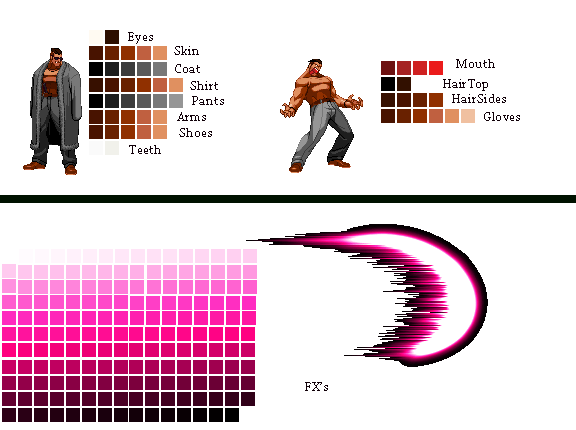 Eyes
Skin
Coat
Shirt
Pants
Arms
Shoes
Teeth
Mouth
HairTop
HairSides
Gloves
FX's